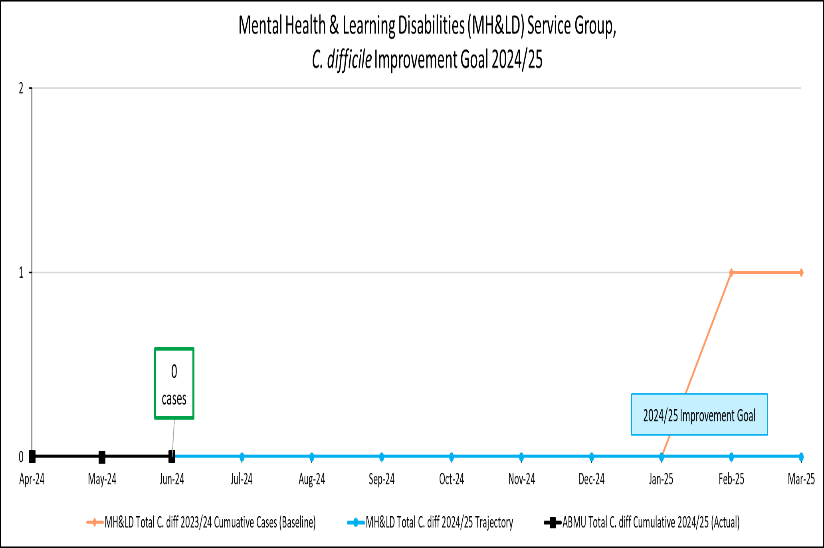 Mental Health & Learning Disabilities (MH&LD) Service Group,
C. difficile Improvement Goal 2024/25
2
1
0
cases
2024/25 Improvement Goal
0
Apr-24 May-24 Jun-24 Jul-24 Aug-24 Sep-24 Oct-24 Nov-24 Dec-24 Jan-25 Feb-25 Mar-25
MH&LD Total C. diff 2023/24 Cumuative Cases (Baseline) MH&LD Total C. diff 2024/25 Trajectory ABMU Total C. diff Cumulative 2024/25 (Actual)